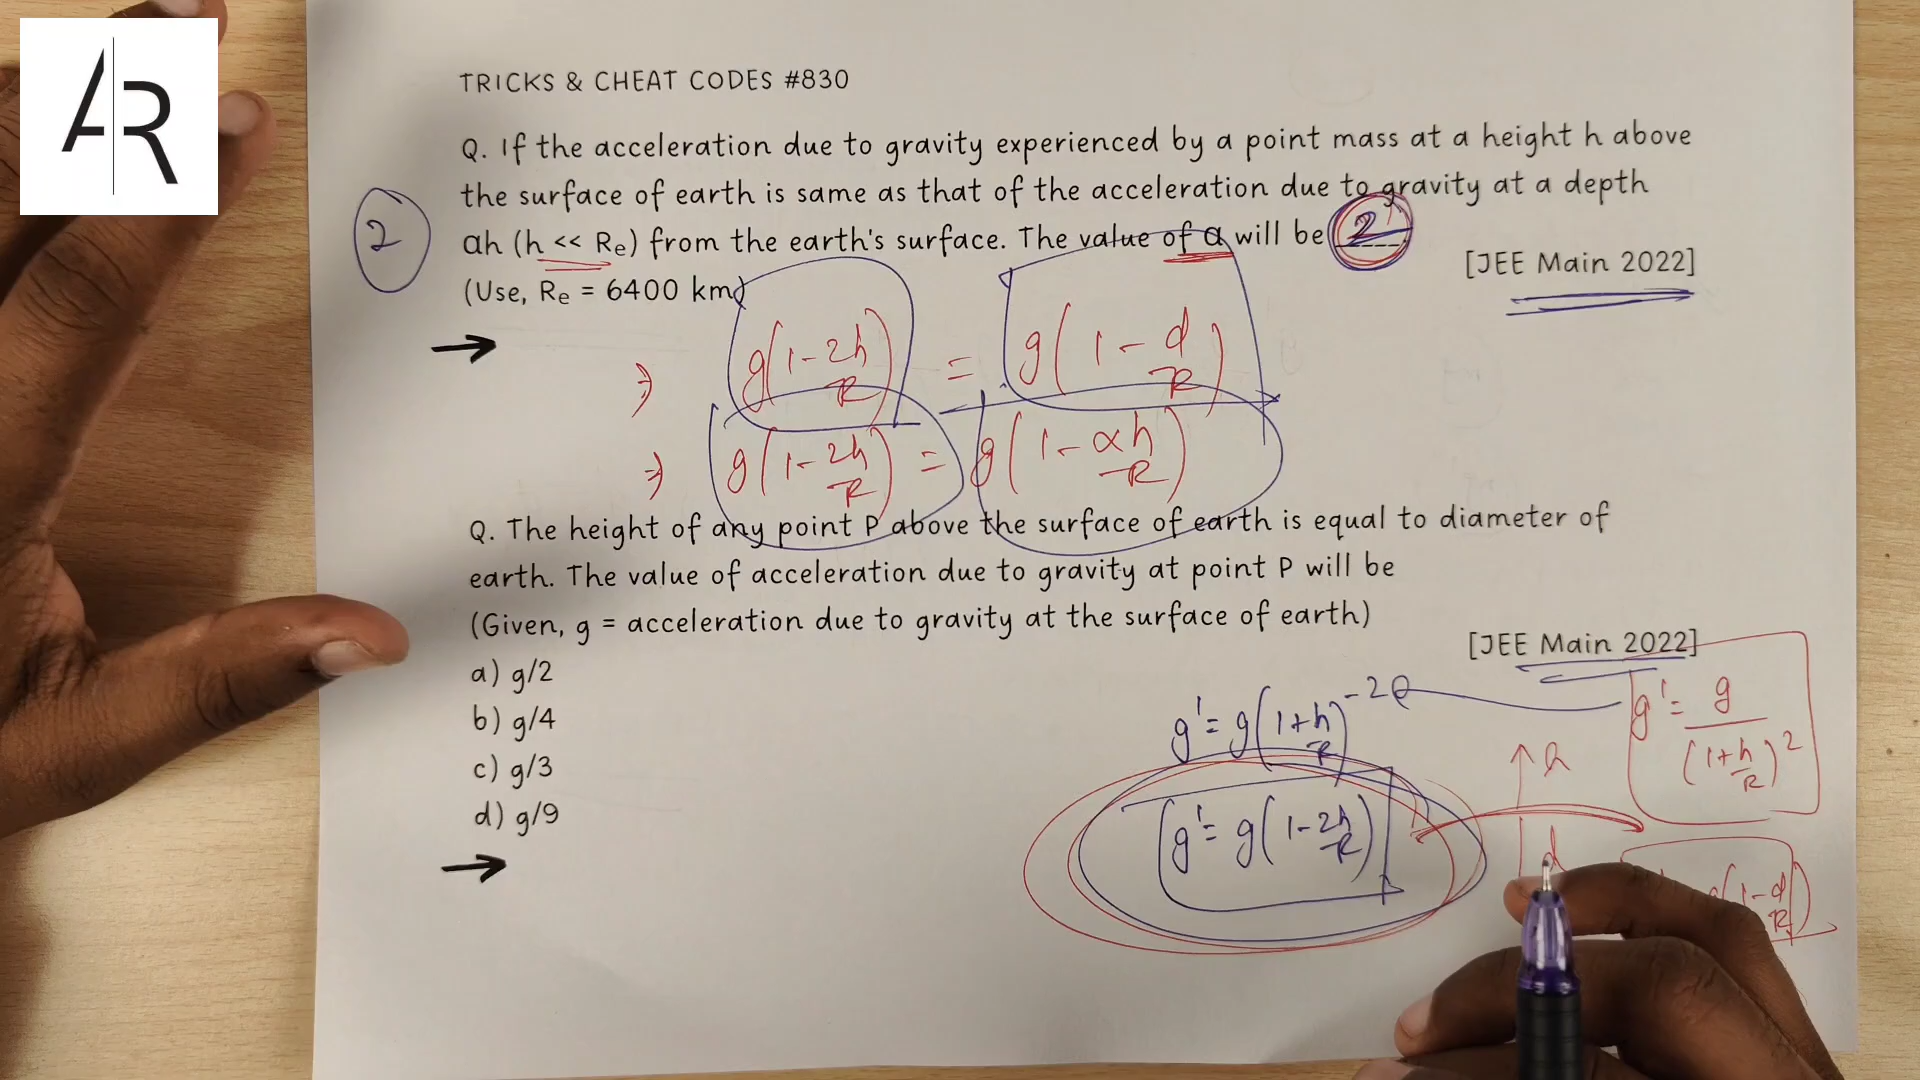 AR
TRICKS & CHEAT CODES #830
Q. If the acceleration due to gravity experienced by a point mass at a height h above
the surface of earth is same as that of the acceleration due to gravity at a depth
αh (h << Re) from the earth's surface. The value of α will be 2
2
[JEE Main 2022]
(Use, Re = 6400 km)
→
⇒ g(1-2h/R) = g(1-d/R)
⇒ g(1-2h/R) = g(1-αh/R)
Q. The height of any point P above the surface of earth is equal to diameter of
earth. The value of acceleration due to gravity at point P will be
(Given, g = acceleration due to gravity at the surface of earth)
[JEE Main 2022]
a) g/2
b) g/4
c) g/3
d) g/9
→
g' = g(1+h/R)^-2
g' = g/(1+h/R)^2
h
g' = g(1-2h/R)
d
(1-d/R)